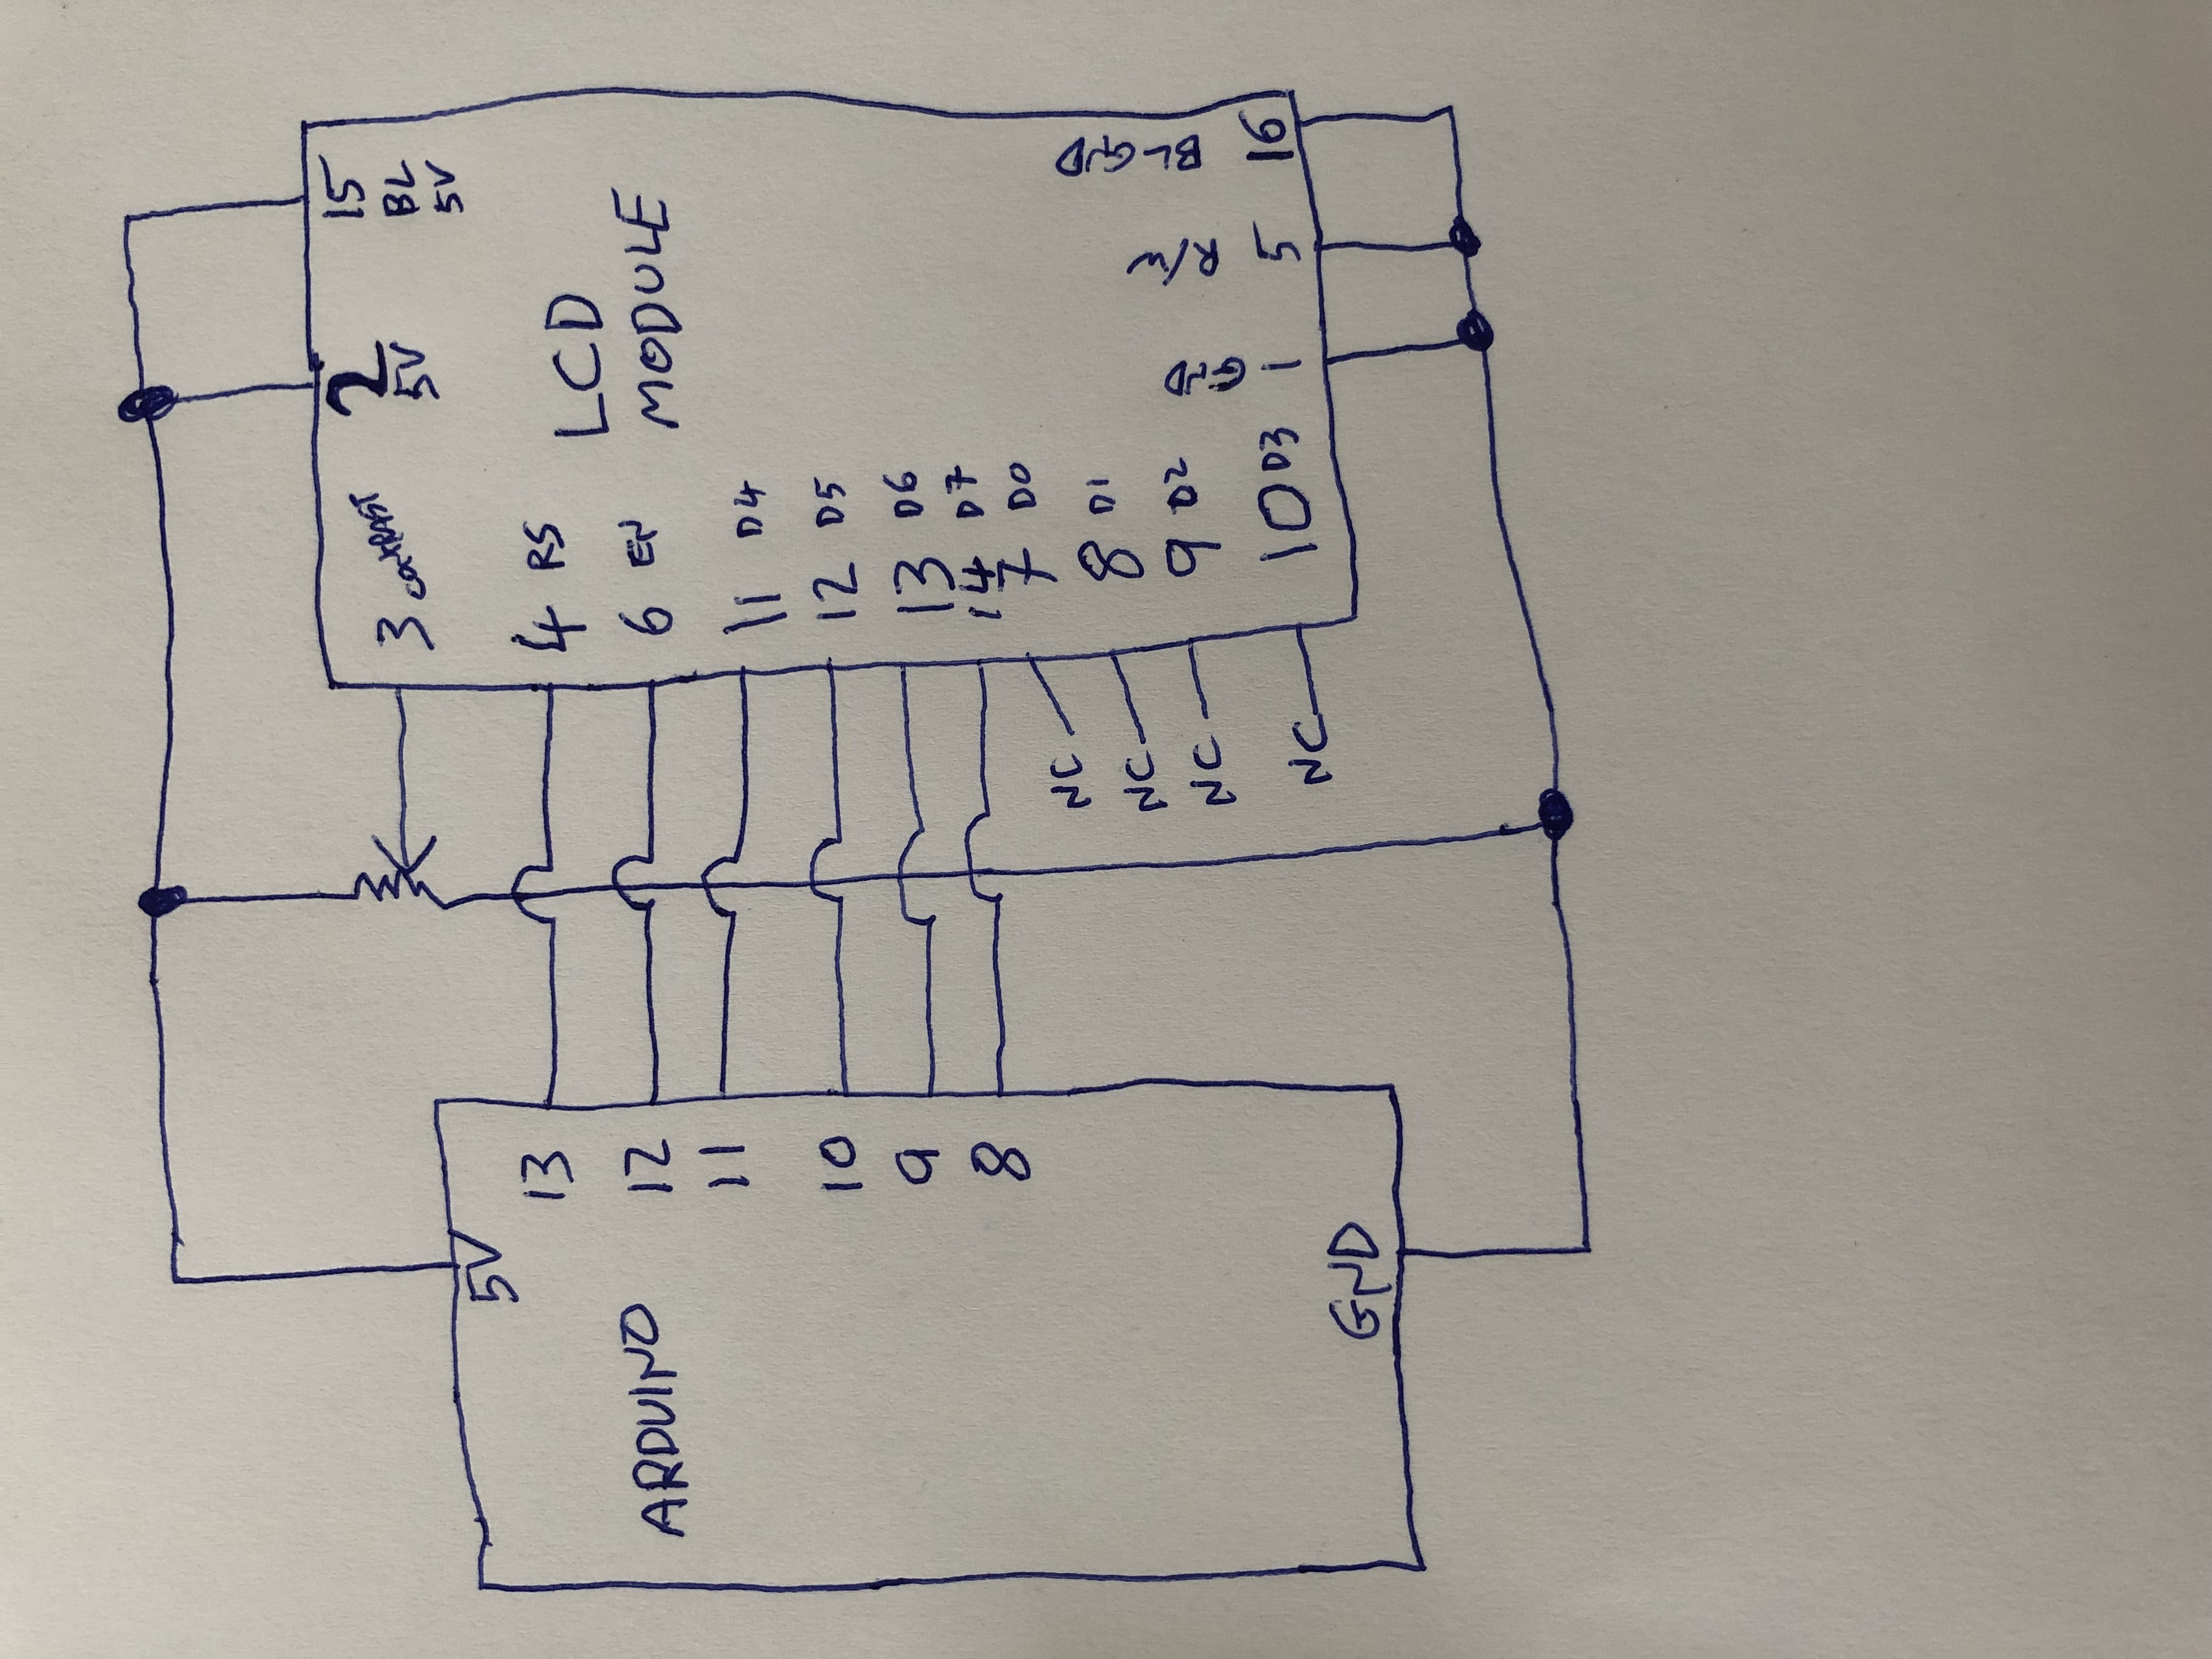 5V
13
12
11
10
9
8
ARDUINO
GND
3 contRAST
2
5V
15
BL
5V
4 RS
6 EN
11 D4
12 D5
13 D6
14 D7
7 D0
8 D1
9 D2
10 D3
LCD
MODULE
NC
NC
NC
NC
GND
1
R/W
5
BL GND
16